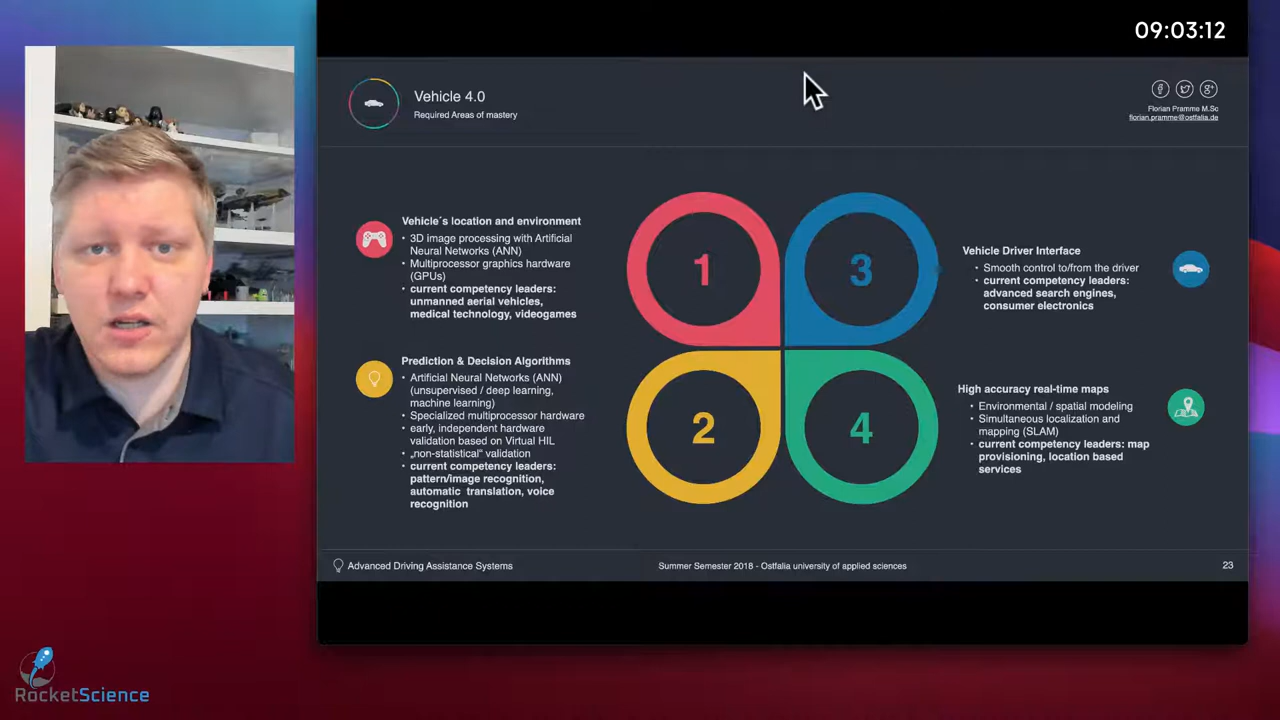 09:03:12
Vehicle 4.0
Required Areas of mastery
Florian Pramme M.Sc
florian.pramme@ostfalia.de
Vehicle´s location and environment
• 3D image processing with Artificial
Neural Networks (ANN)
• Multiprocessor graphics hardware
(GPUs)
• current competency leaders:
unmanned aerial vehicles,
medical technology, videogames
Prediction & Decision Algorithms
• Artificial Neural Networks (ANN)
(unsupervised / deep learning,
machine learning)
• Specialized multiprocessor hardware
• early, independent hardware
validation based on Virtual HIL
• „non-statistical“ validation
• current competency leaders:
pattern/image recognition,
automatic translation, voice
recognition
1
3
2
4
Vehicle Driver Interface
• Smooth control to/from the driver
• current competency leaders:
advanced search engines,
consumer electronics
High accuracy real-time maps
• Environmental / spatial modeling
• Simultaneous localization and
mapping (SLAM)
• current competency leaders: map
provisioning, location based
services
Advanced Driving Assistance Systems
Summer Semester 2018 - Ostfalia university of applied sciences
23
RocketScience